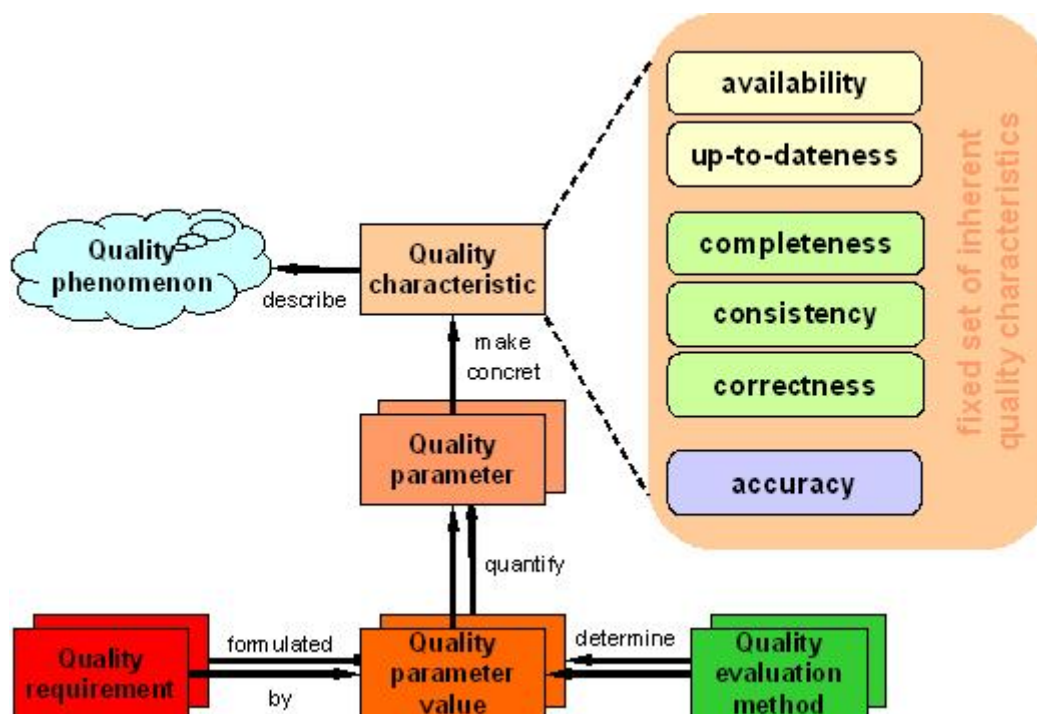 availability
up-to-dateness
completeness
consistency
correctness
accuracy
fixed set of inherent
quality characteristics
Quality
phenomenon
describe
Quality
characteristic
make
concret
Quality
parameter
quantify
Quality
requirement
formulated
by
Quality
parameter
value
determine
Quality
evaluation
method